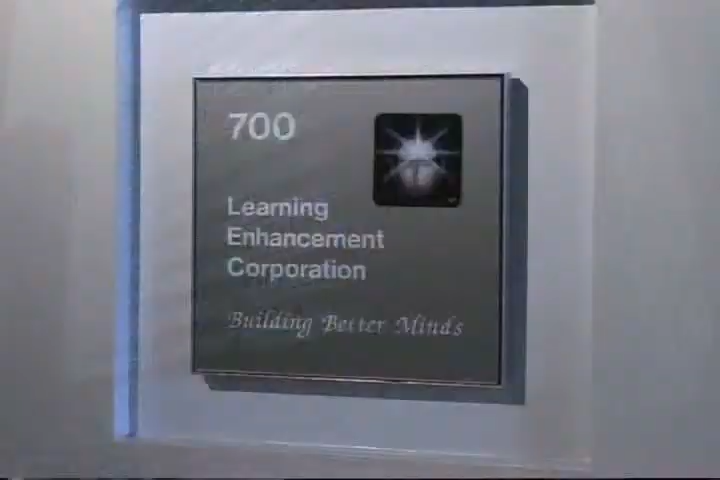 700
Learning
Enhancement
Corporation
Building Better Minds